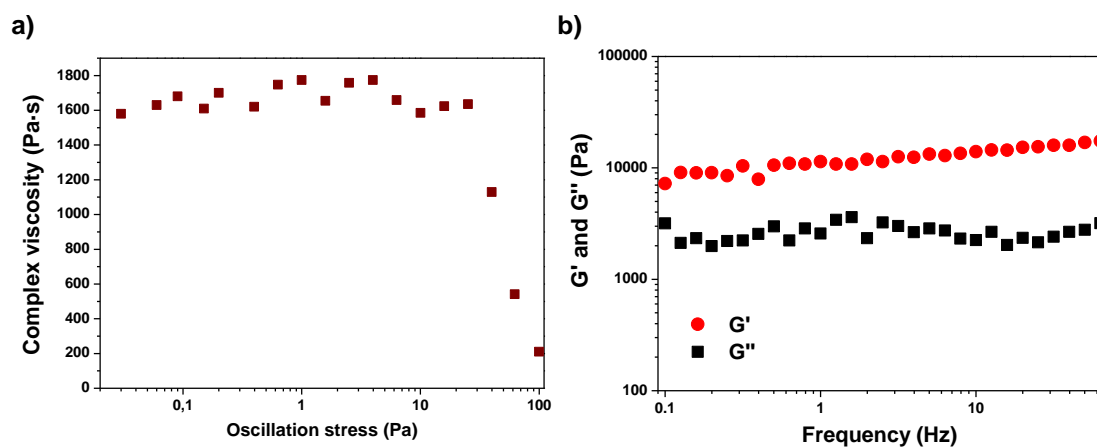 a)
Complex viscosity (Pa·s)
1800
1600
1400
1200
1000
800
600
400
200
0
0,1 1 10 100
Oscillation stress (Pa)
b)
G' and G'' (Pa)
100000
10000
1000
100
G'
G''
0.1 1 10
Frequency (Hz)